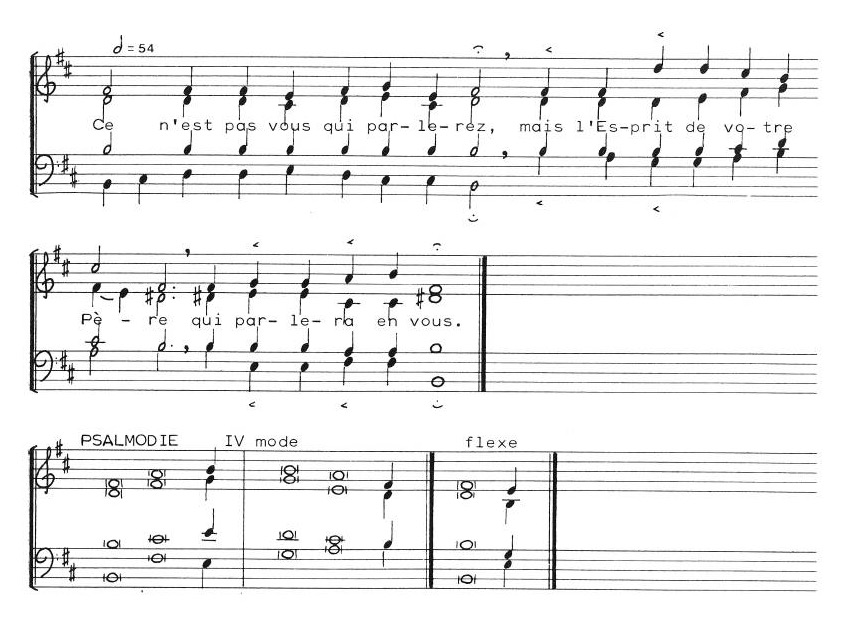 = 54
Ce n'est pas vous qui par-le-rez, mais l'Es-prit de vo-tre
Pè-re qui par-le-ra en vous.
PSALMODIE IV mode flexe